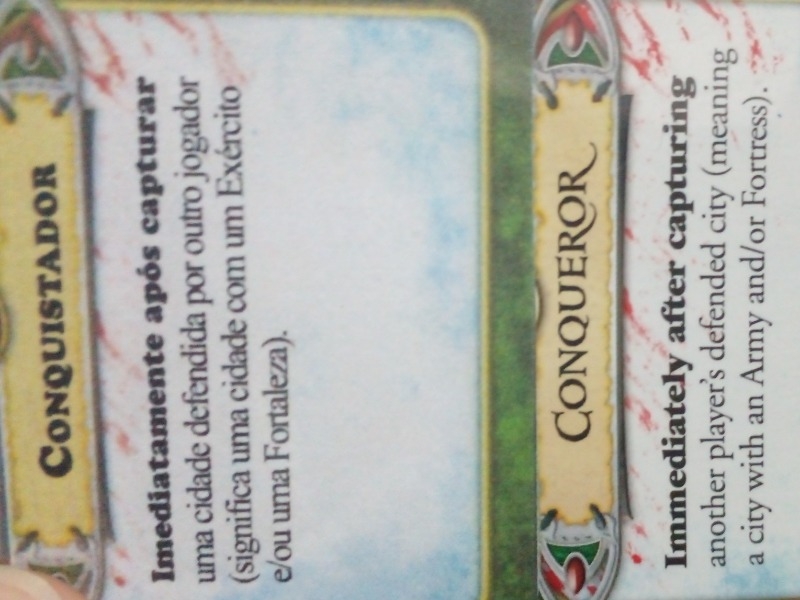 CONQUISTADOR
Imediatamente após capturar
uma cidade defendida por outro jogador
(significa uma cidade com um Exército
e/ou uma Fortaleza).
CONQUEROR
Immediately after capturing
another player's defended city (meaning
a city with an Army and/or Fortress).